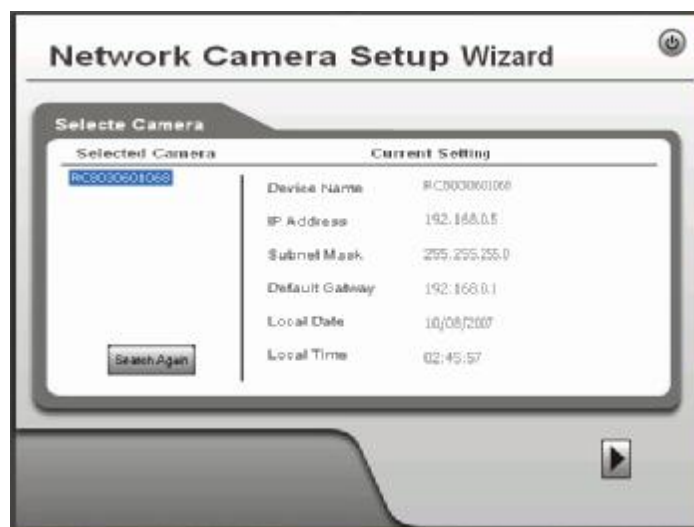 Network Camera Setup Wizard
Selecte Camera
Selected Camera
Current Setting
RC8030601068
Device Name RC8030601068
IP Address 192.168.0.5
Subnet Mask 255.255.255.0
Default Gatway 192.168.0.1
Local Date 10/08/2007
Local Time 02:45:57
Search Again